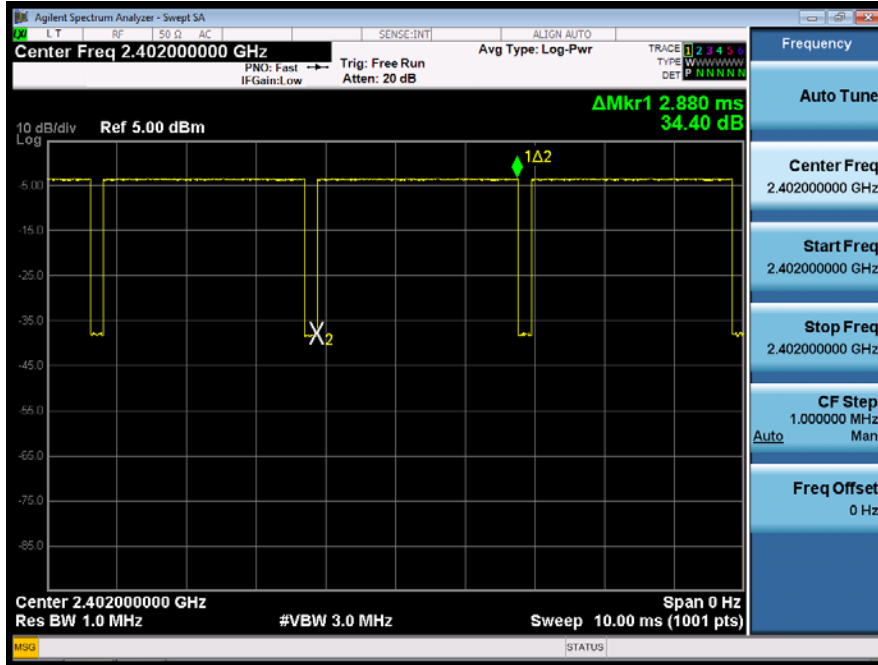 Agilent Spectrum Analyzer - Swept SA
LXI L T RF 50 Ω AC SENSE:INT ALIGN AUTO
Center Freq 2.402000000 GHz
PNO: Fast
IFGain:Low
Trig: Free Run
Atten: 20 dB
Avg Type: Log-Pwr
TRACE 1 2 3 4 5 6
TYPE WWWWWW
DET P N N N N N
ΔMkr1 2.880 ms
34.40 dB
10 dB/div
Log
Ref 5.00 dBm
1Δ2
-5.00
-15.0
-25.0
-35.0
2
-45.0
-55.0
-65.0
-75.0
-85.0
Center 2.402000000 GHz
Span 0 Hz
Res BW 1.0 MHz
#VBW 3.0 MHz
Sweep 10.00 ms (1001 pts)
MSG
STATUS
Frequency
Auto Tune
Center Freq
2.402000000 GHz
Start Freq
2.402000000 GHz
Stop Freq
2.402000000 GHz
CF Step
1.000000 MHz
Auto Man
Freq Offset
0 Hz